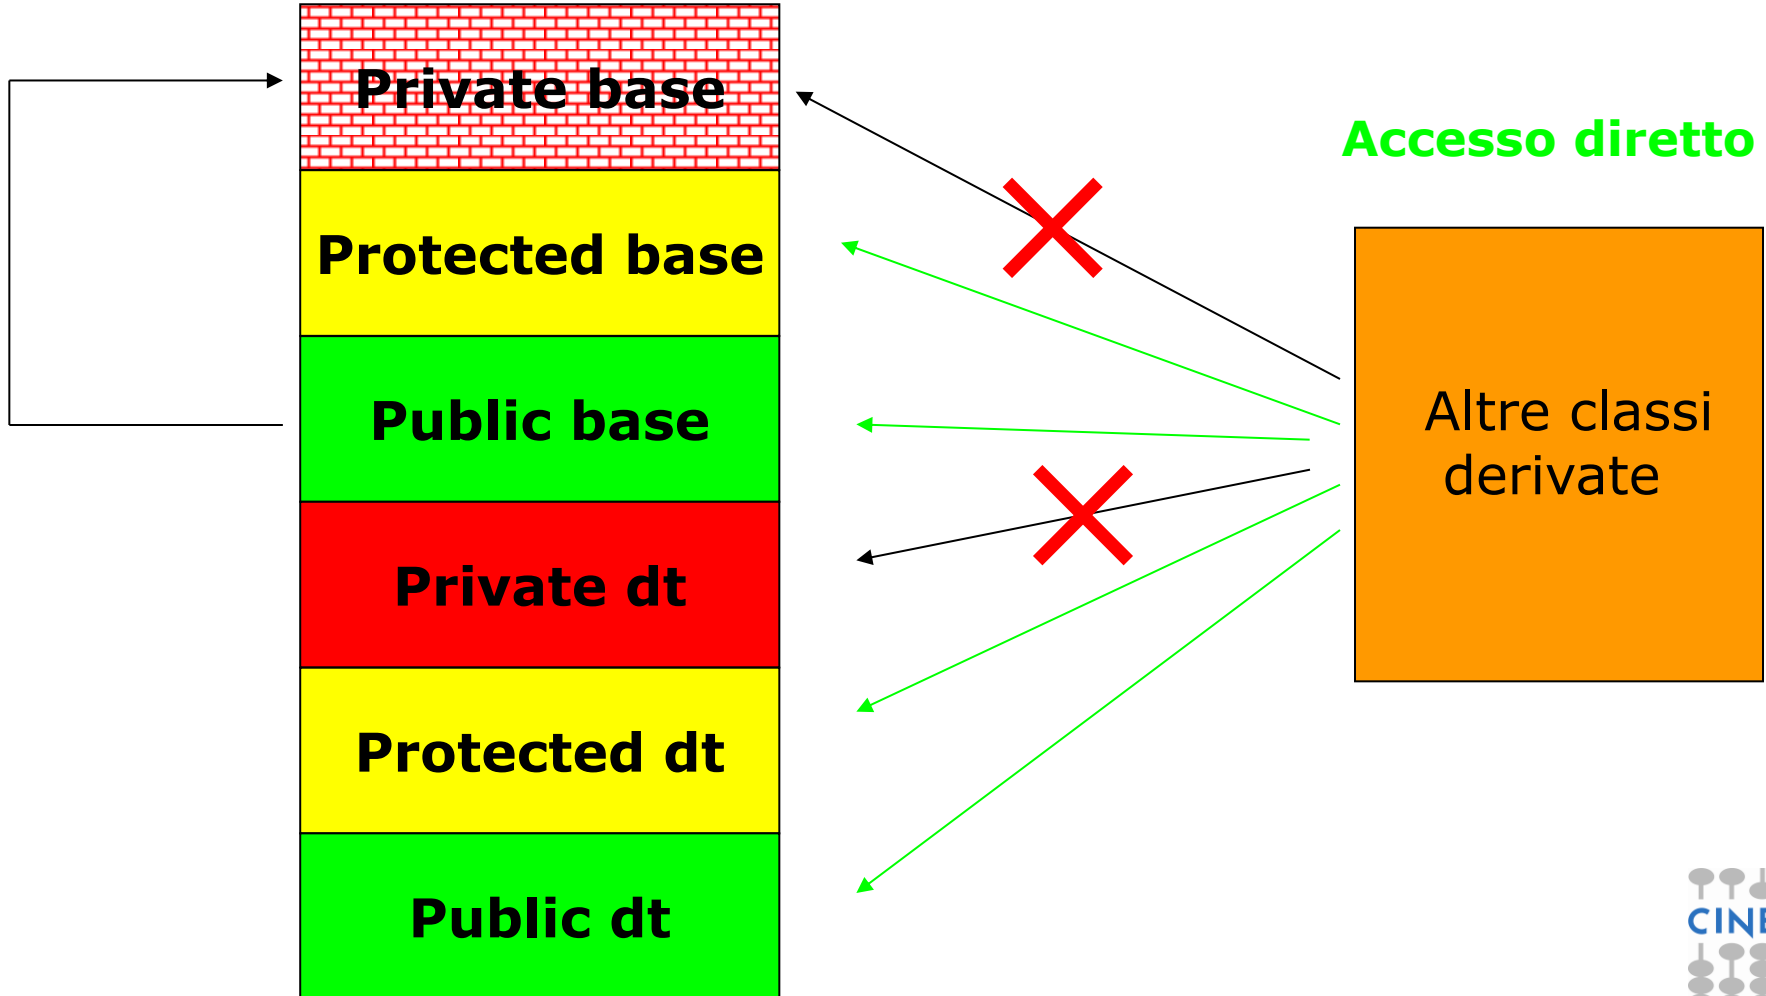 Private base
Accesso diretto
Protected base
Public base
Altre classi
derivate
Private dt
Protected dt
Public dt